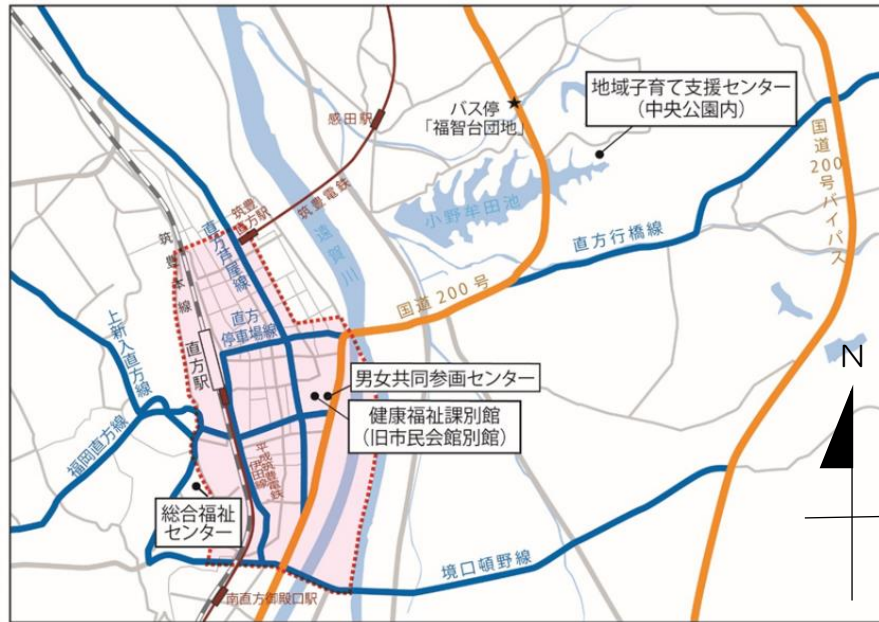 バス停
「福智台団地」
地域子育て支援センター
(中央公園内)
感田駅
筑豊電鉄
筑豊
直方駅
遠賀川
小野牟田池
国道
200号バイパス
直方行橋線
国道200号
筑豊本線
直方芦屋線
直方
停車場線
直方駅
上新入直方線
福岡直方線
男女共同参画センター
健康福祉課別館
(旧市民会館別館)
平成筑豊電鉄
伊田線
総合福祉
センター
境口頓野線
南直方御殿口駅
N